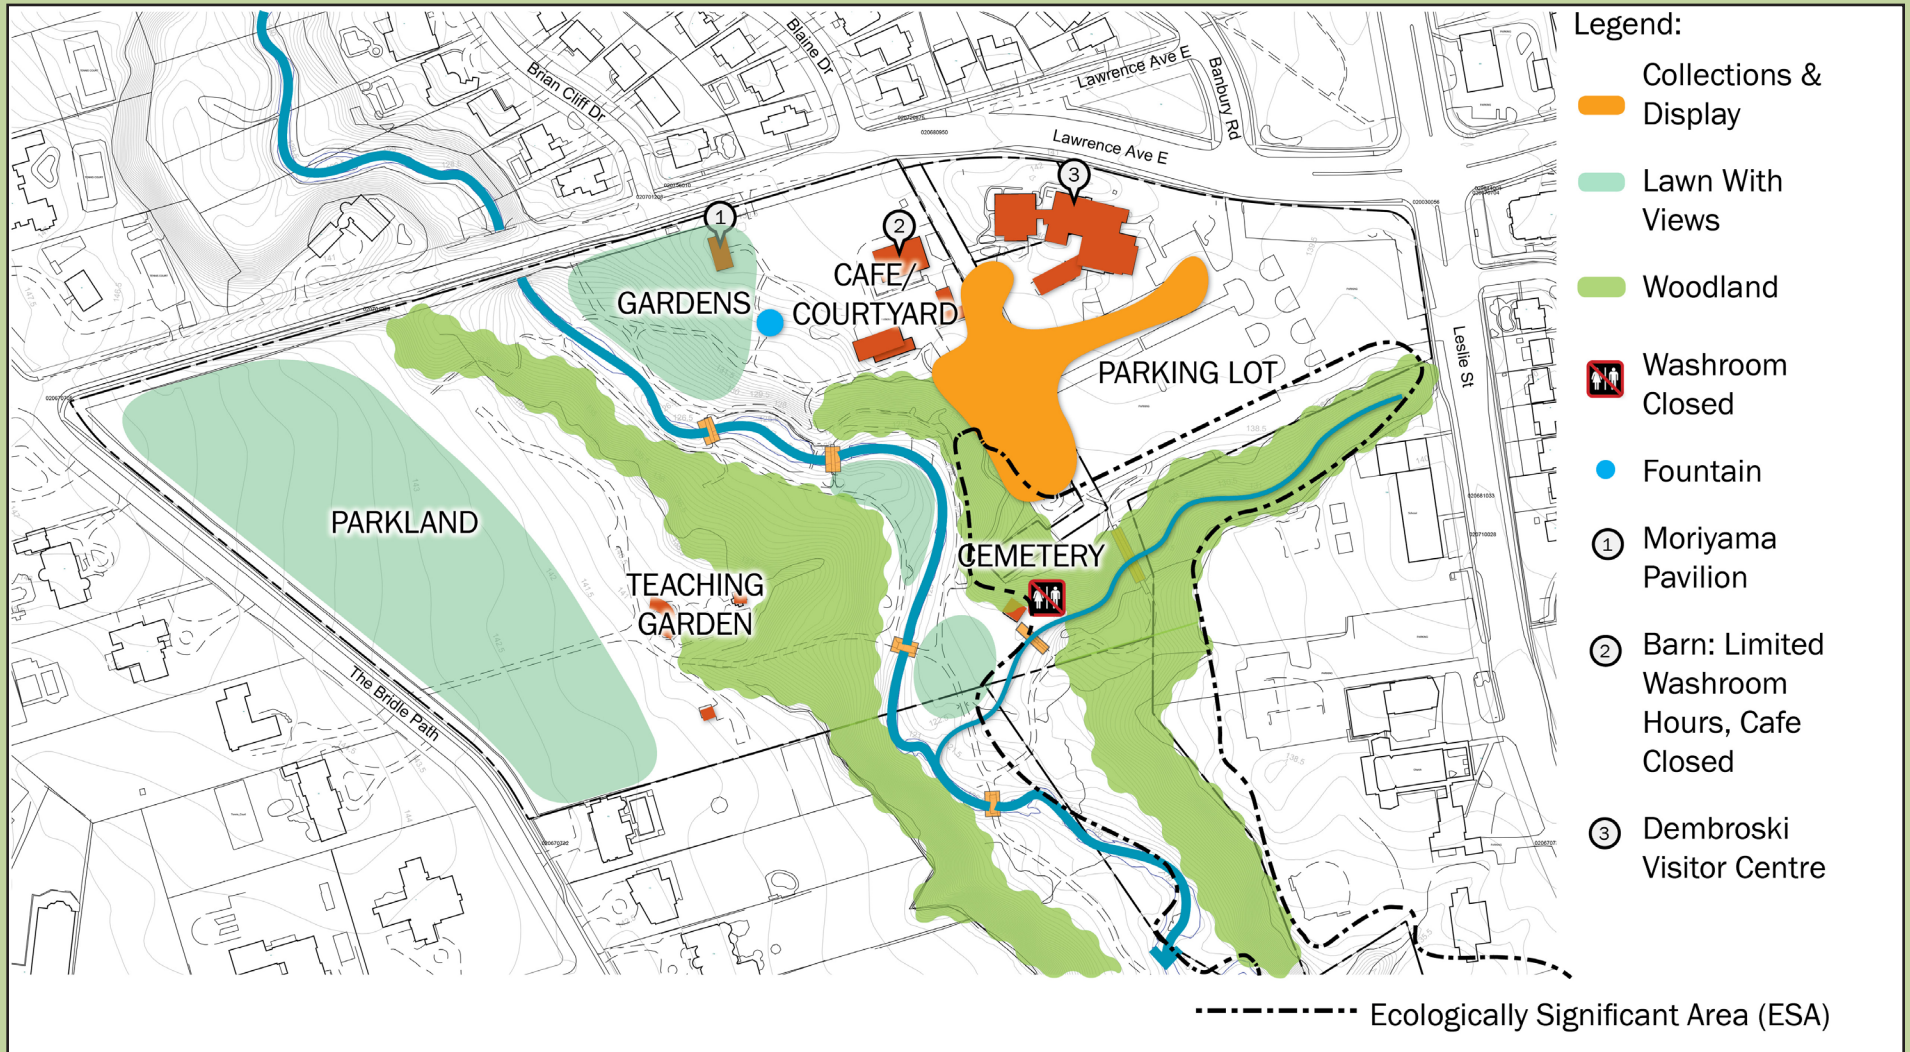 Legend:
Collections &
Display
Lawn With
Views
Woodland
Washroom
Closed
Fountain
1
Moriyama
Pavilion
2
Barn: Limited
Washroom
Hours, Cafe
Closed
3
Dembroski
Visitor Centre
Blaine Dr
Brian Cliff Dr
Lawrence Ave E
Banbury Rd
Lawrence Ave E
3
1
2
CAFE/
COURTYARD
GARDENS
PARKING LOT
Leslie St
PARKLAND
CEMETERY
TEACHING
GARDEN
The Bridle Path
Ecologically Significant Area (ESA)